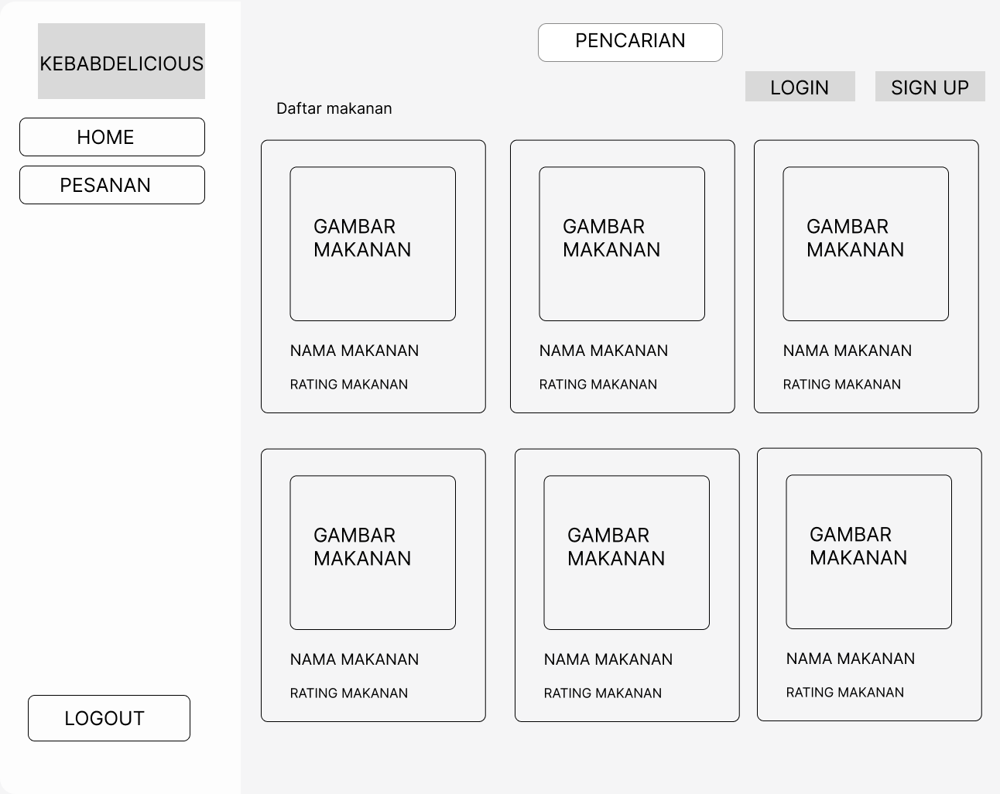 KEBABDELICIOUS
HOME
PESANAN
LOGOUT
PENCARIAN
LOGIN
SIGN UP
Daftar makanan
GAMBAR
MAKANAN
NAMA MAKANAN
RATING MAKANAN
GAMBAR
MAKANAN
NAMA MAKANAN
RATING MAKANAN
GAMBAR
MAKANAN
NAMA MAKANAN
RATING MAKANAN
GAMBAR
MAKANAN
NAMA MAKANAN
RATING MAKANAN
GAMBAR
MAKANAN
NAMA MAKANAN
RATING MAKANAN
GAMBAR
MAKANAN
NAMA MAKANAN
RATING MAKANAN